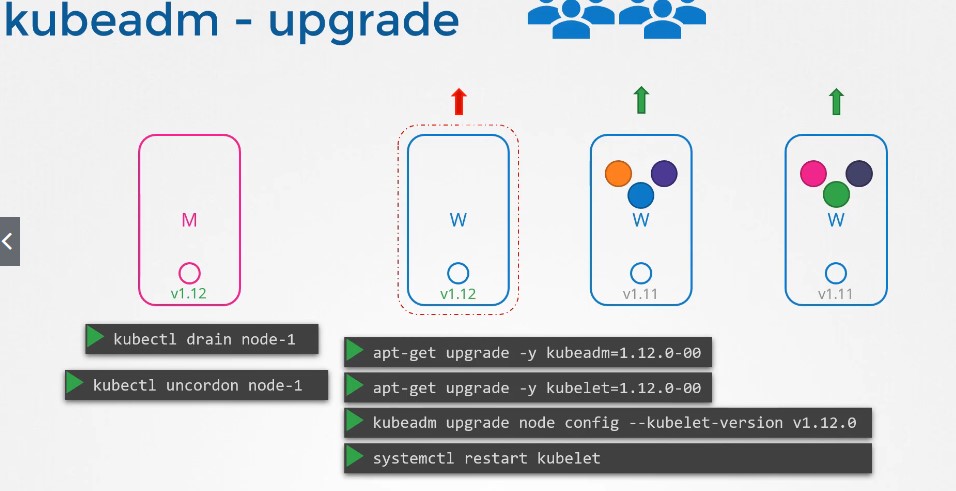 kubeadm - upgrade
M
W
W
W
v1.12
v1.12
v1.11
v1.11
kubectl drain node-1
kubectl uncordon node-1
apt-get upgrade -y kubeadm=1.12.0-00
apt-get upgrade -y kubelet=1.12.0-00
kubeadm upgrade node config --kubelet-version v1.12.0
systemctl restart kubelet